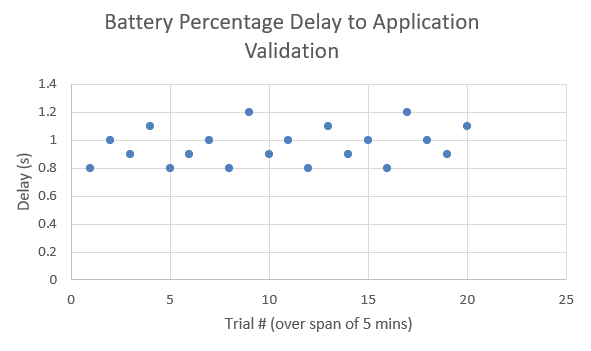 Battery Percentage Delay to Application
Validation
1.4
1.2
1
0.8
0.6
0.4
0.2
0
Delay (s)
0 5 10 15 20 25
Trial # (over span of 5 mins)